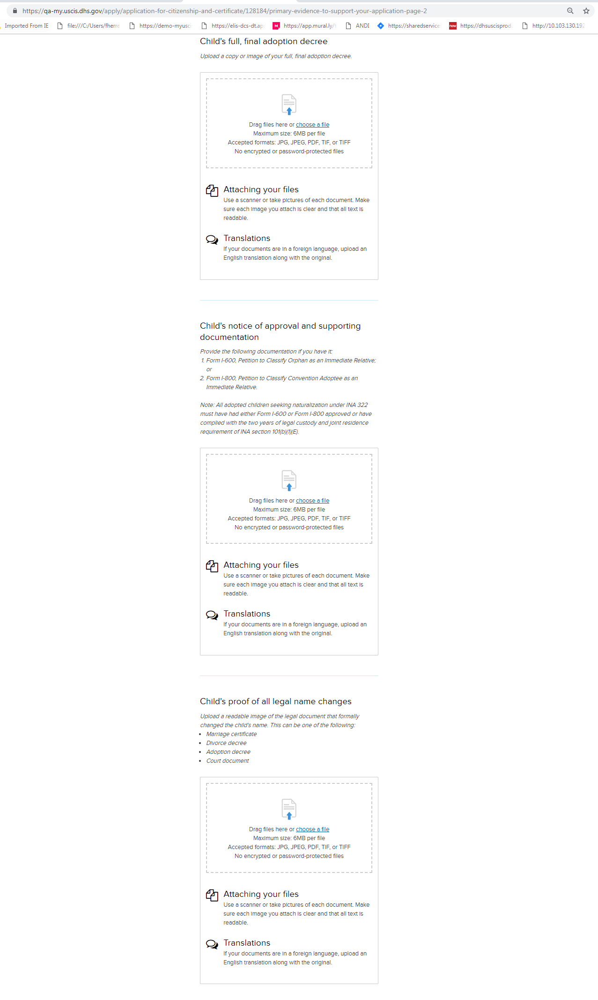 https://qa-my.uscis.dhs.gov/apply/application-for-citizenship-and-certificate/128184/primary-evidence-to-support-your-application-page-2
Imported From IE file:///C:/Users/fherre https://demo-myusci https://elis-dcs-dt.ap M https://app.mural.ly/t ANDI https://sharedservice now https://dhsuscisprod. http://10.103.130.192
Child's full, final adoption decree
Upload a copy or image of your full, final adoption decree.
Drag files here or choose a file
Maximum size: 6MB per file
Accepted formats: JPG, JPEG, PDF, TIF, or TIFF
No encrypted or password-protected files
Attaching your files
Use a scanner or take pictures of each document. Make
sure each image you attach is clear and that all text is
readable.
Translations
If your documents are in a foreign language, upload an
English translation along with the original.
Child's notice of approval and supporting
documentation
Provide the following documentation if you have it:
1. Form I-600, Petition to Classify Orphan as an Immediate Relative;
or
2. Form I-800, Petition to Classify Convention Adoptee as an
Immediate Relative.
Note: All adopted children seeking naturalization under INA 322
must have had either Form I-600 or Form I-800 approved or have
complied with the two years of legal custody and joint residence
requirement of INA section 101(b)(1)(E).
Drag files here or choose a file
Maximum size: 6MB per file
Accepted formats: JPG, JPEG, PDF, TIF, or TIFF
No encrypted or password-protected files
Attaching your files
Use a scanner or take pictures of each document. Make
sure each image you attach is clear and that all text is
readable.
Translations
If your documents are in a foreign language, upload an
English translation along with the original.
Child's proof of all legal name changes
Upload a readable image of the legal document that formally
changed the child's name. This can be one of the following:
• Marriage certificate
• Divorce decree
• Adoption decree
• Court document
Drag files here or choose a file
Maximum size: 6MB per file
Accepted formats: JPG, JPEG, PDF, TIF, or TIFF
No encrypted or password-protected files
Attaching your files
Use a scanner or take pictures of each document. Make
sure each image you attach is clear and that all text is
readable.
Translations
If your documents are in a foreign language, upload an
English translation along with the original.